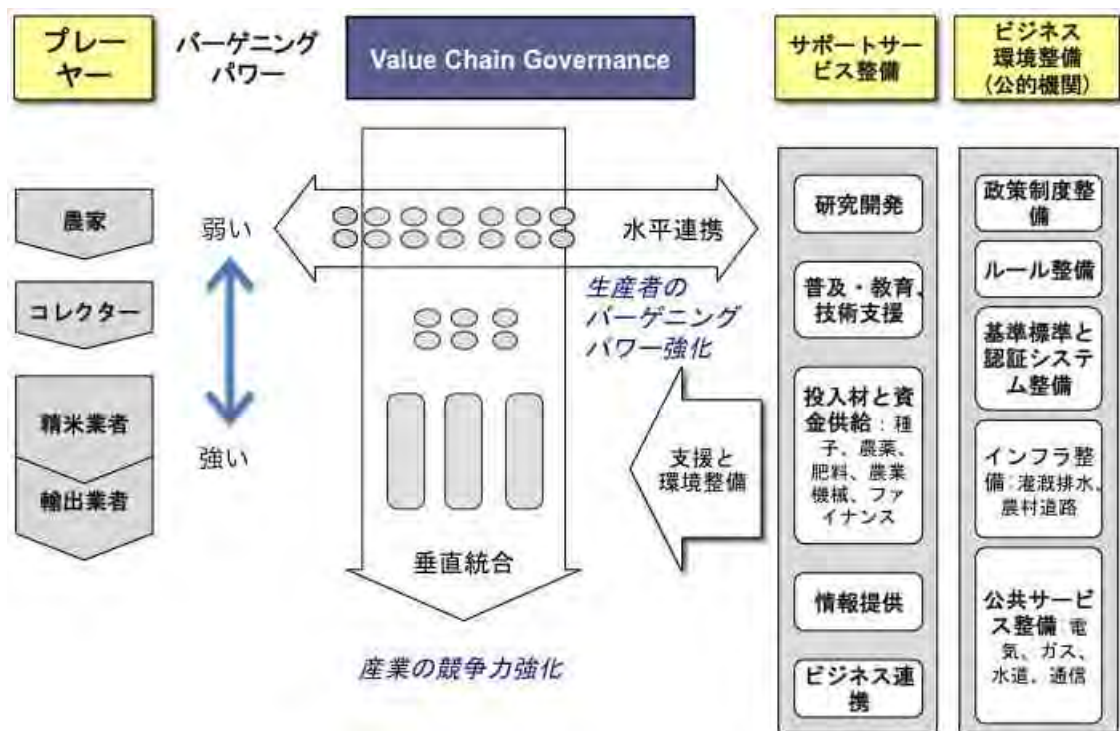 プレー
ヤー
バーゲニング
パワー
Value Chain Governance
サポートサー
ビス整備
ビジネス
環境整備
(公的機関)
農家
コレクター
精米業者
輸出業者
弱い
強い
水平連携
生産者の
バーゲニング
パワー強化
支援と
環境整備
垂直統合
産業の競争力強化
研究開発
普及・教育、
技術支援
投入材と資
金供給:種
子、農薬、
肥料、農業
機械、ファ
イナンス
情報提供
ビジネス連
携
政策制度整
備
ルール整備
基準標準と
認証システ
ム整備
インフラ整
備:灌漑排水、
農村道路
公共サービ
ス整備:電
気、ガス、
水道、通信